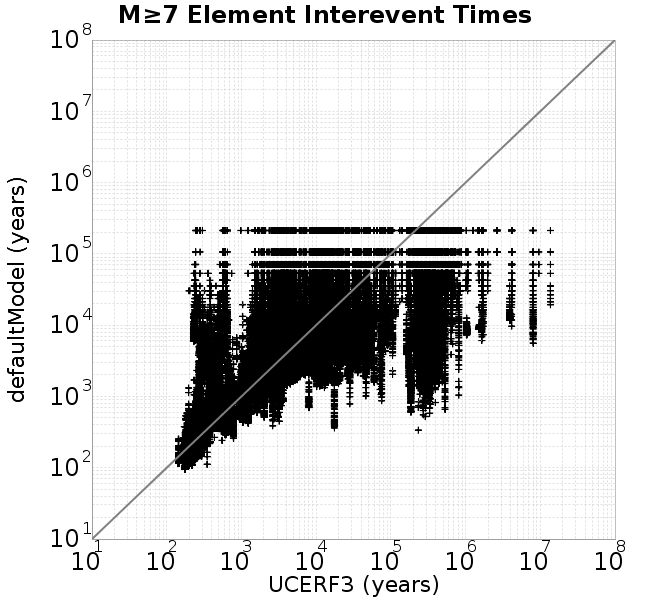 M≥7 Element Interevent Times
10^8
10^7
10^6
10^5
10^4
10^3
10^2
10^1
defaultModel (years)
10^1 10^2 10^3 10^4 10^5 10^6 10^7 10^8
UCERF3 (years)